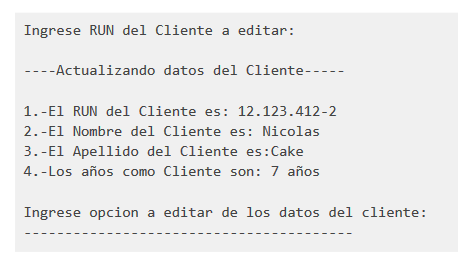 Ingrese RUN del Cliente a editar:
----Actualizando datos del Cliente-----
1.-El RUN del Cliente es: 12.123.412-2
2.-El Nombre del Cliente es: Nicolas
3.-El Apellido del Cliente es:Cake
4.-Los años como Cliente son: 7 años
Ingrese opcion a editar de los datos del cliente:
----------------------------------------